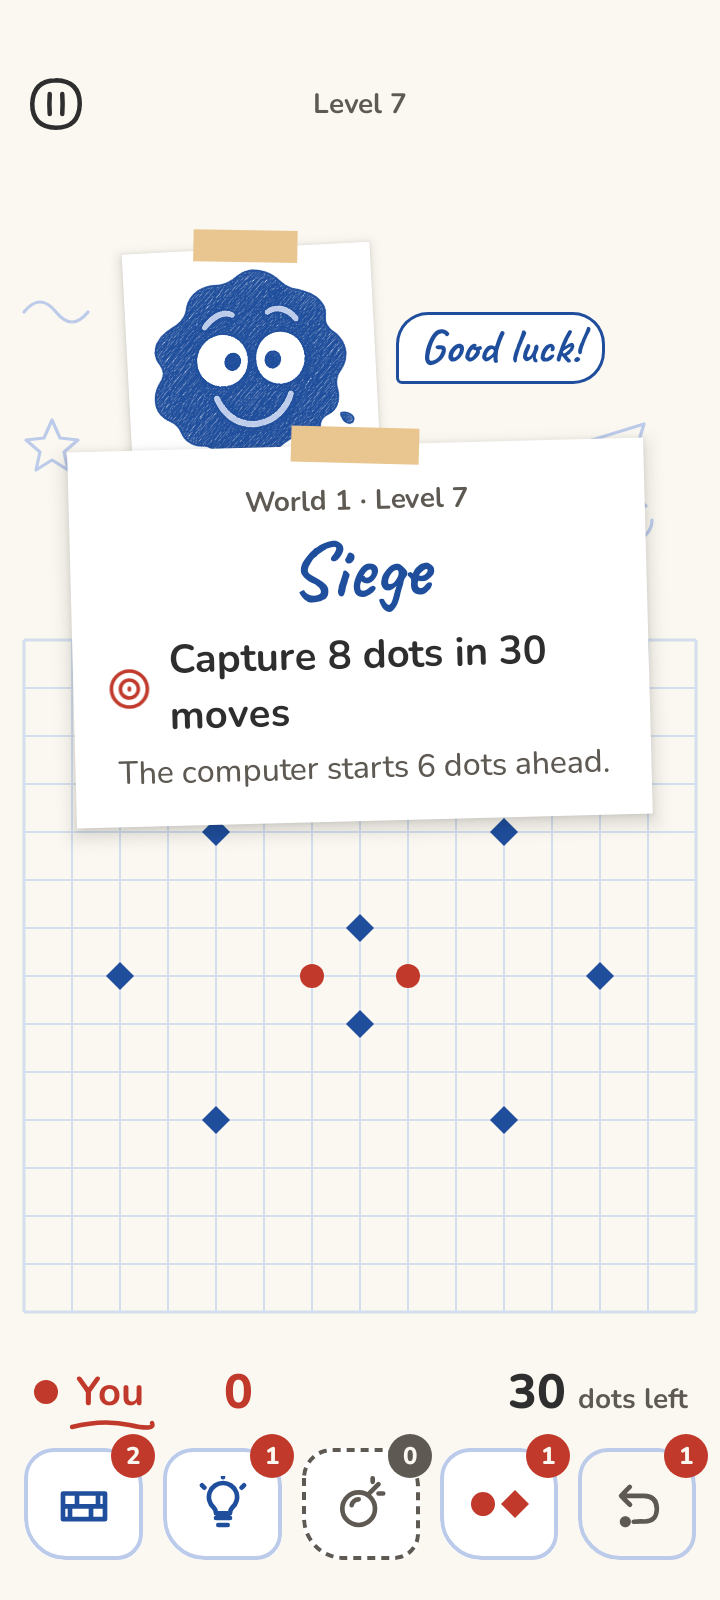 Level 7
Good luck!
World 1 · Level 7
Siege
Capture 8 dots in 30
moves
The computer starts 6 dots ahead.
You 0 30 dots left
2 1 0 1 1